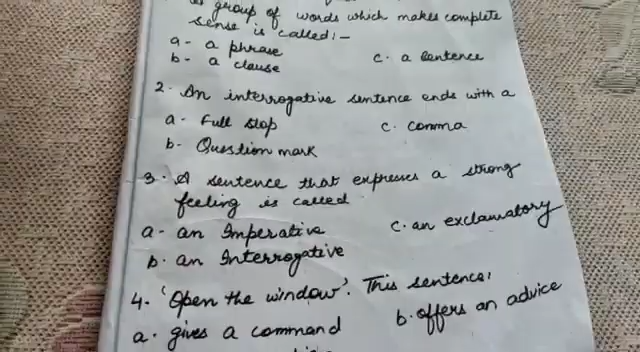 group of words which makes complete
sense is called:-
a- a phrase
b- a clause
c. a sentence
2. An interrogative sentence ends with a
a- Full stop
c. comma
b- Question mark
3. A sentence that expresses a strong
feeling is called
a- an Imperative
c. an exclamatory
b. an Interrogative
4. 'Open the window'. This sentence,
a. gives a command
b. offers an advice